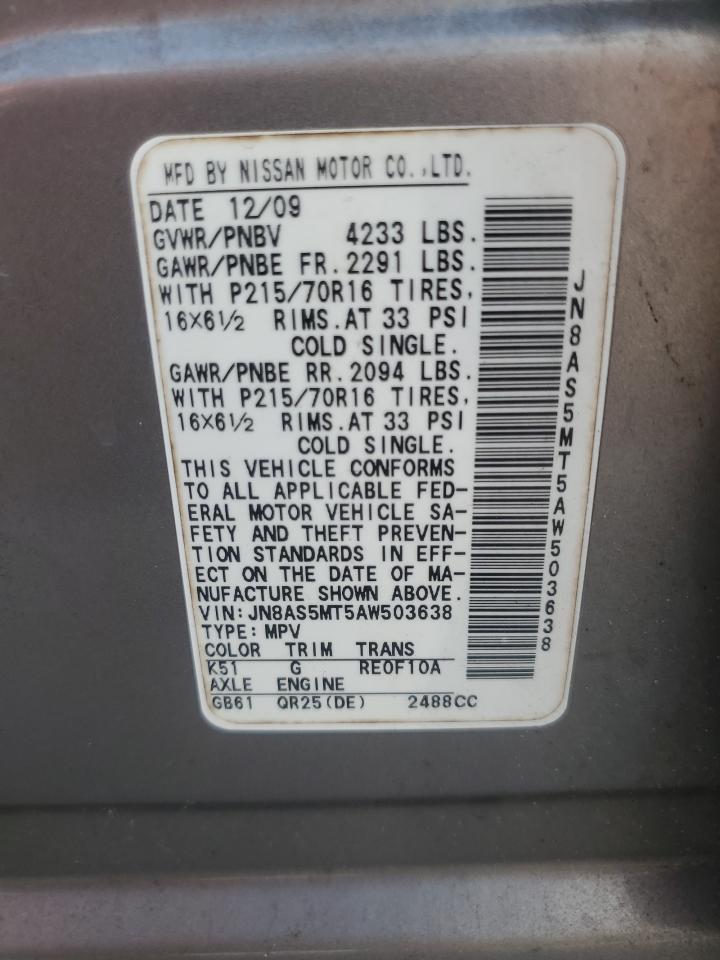 MFD BY NISSAN MOTOR CO.,LTD.
DATE 12/09
GVWR/PNBV 4233 LBS.
GAWR/PNBE FR.2291 LBS.
WITH P215/70R16 TIRES,
16X6½ RIMS.AT 33 PSI
COLD SINGLE.
GAWR/PNBE RR.2094 LBS.
WITH P215/70R16 TIRES,
16X6½ RIMS.AT 33 PSI
COLD SINGLE.
THIS VEHICLE CONFORMS
TO ALL APPLICABLE FED-
ERAL MOTOR VEHICLE SA-
FETY AND THEFT PREVEN-
TION STANDARDS IN EFF-
ECT ON THE DATE OF MA-
NUFACTURE SHOWN ABOVE.
VIN:JN8AS5MT5AW503638
TYPE:MPV
COLOR TRIM TRANS
K51 G RE0F10A
AXLE ENGINE
GB61 QR25(DE) 2488CC
JN8AS5MT5AW503638